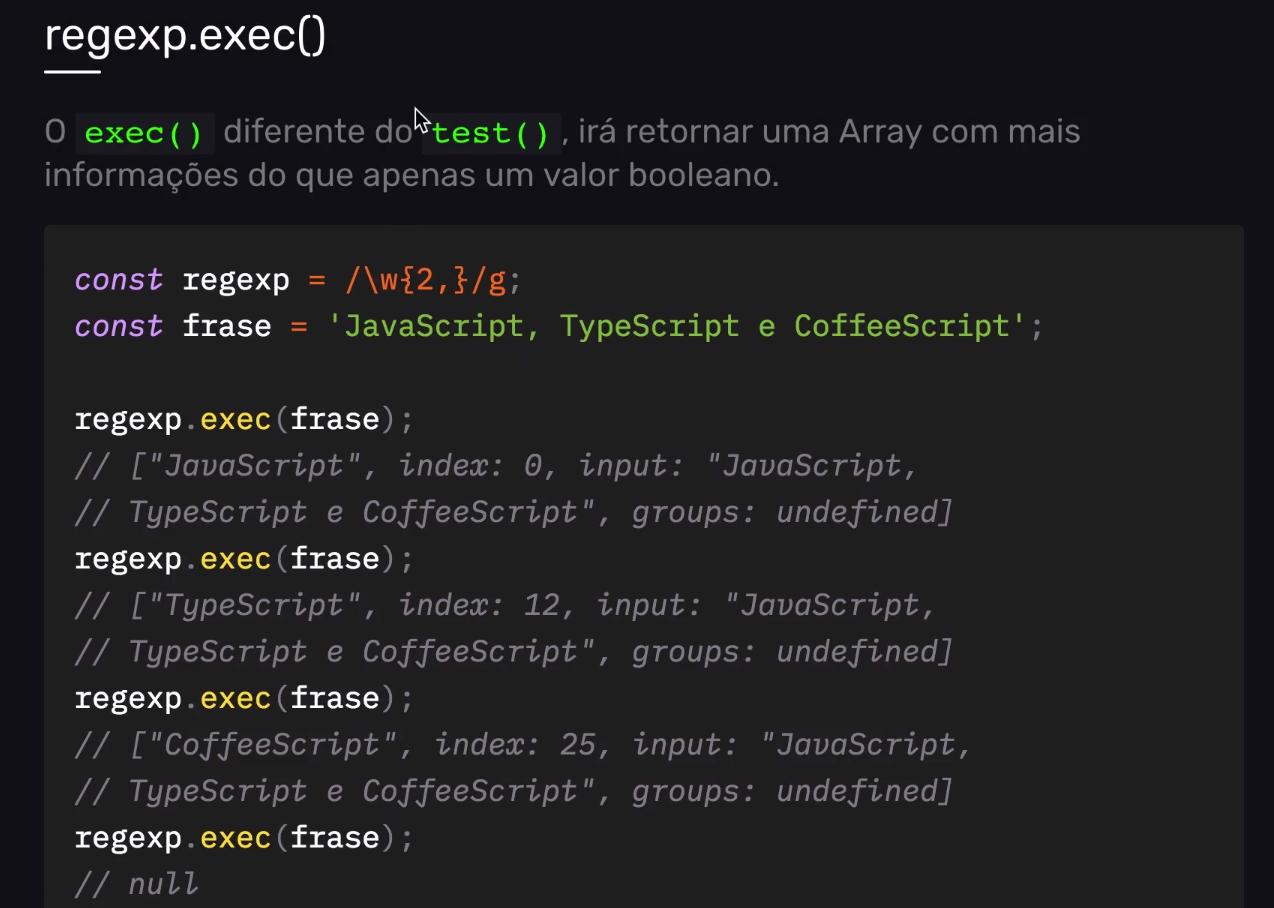 regexp.exec()
O exec() diferente do test(), irá retornar uma Array com mais
informações do que apenas um valor booleano.
const regexp = /\w{2,}/g;
const frase = 'JavaScript, TypeScript e CoffeeScript';
regexp.exec(frase);
// ["JavaScript", index: 0, input: "JavaScript,
// TypeScript e CoffeeScript", groups: undefined]
regexp.exec(frase);
// ["TypeScript", index: 12, input: "JavaScript,
// TypeScript e CoffeeScript", groups: undefined]
regexp.exec(frase);
// ["CoffeeScript", index: 25, input: "JavaScript,
// TypeScript e CoffeeScript", groups: undefined]
regexp.exec(frase);
// null